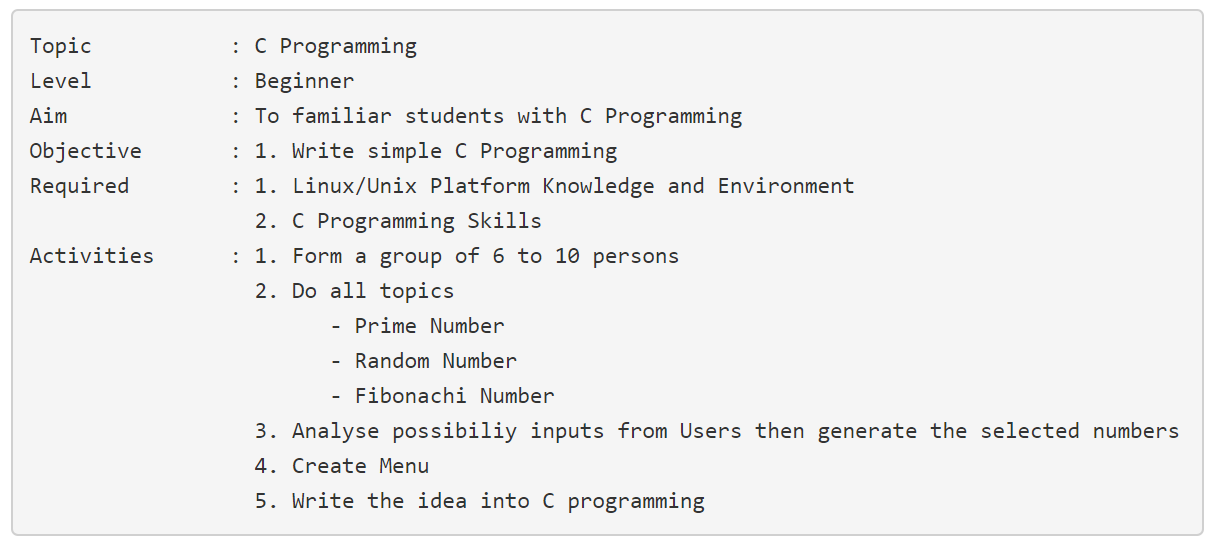 Topic : C Programming
Level : Beginner
Aim : To familiar students with C Programming
Objective : 1. Write simple C Programming
Required : 1. Linux/Unix Platform Knowledge and Environment
2. C Programming Skills
Activities : 1. Form a group of 6 to 10 persons
2. Do all topics
- Prime Number
- Random Number
- Fibonachi Number
3. Analyse possibiliy inputs from Users then generate the selected numbers
4. Create Menu
5. Write the idea into C programming